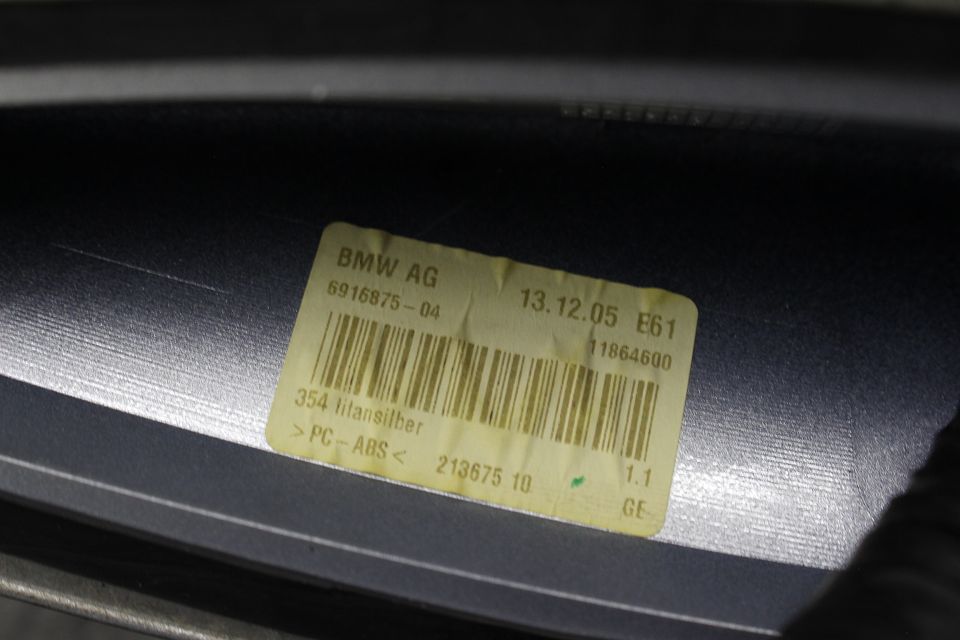 BMW AG 13.12.05 E61
6916875-04 11864600
354 titansilber
>PC-ABS< 213675 10 1.1
GE